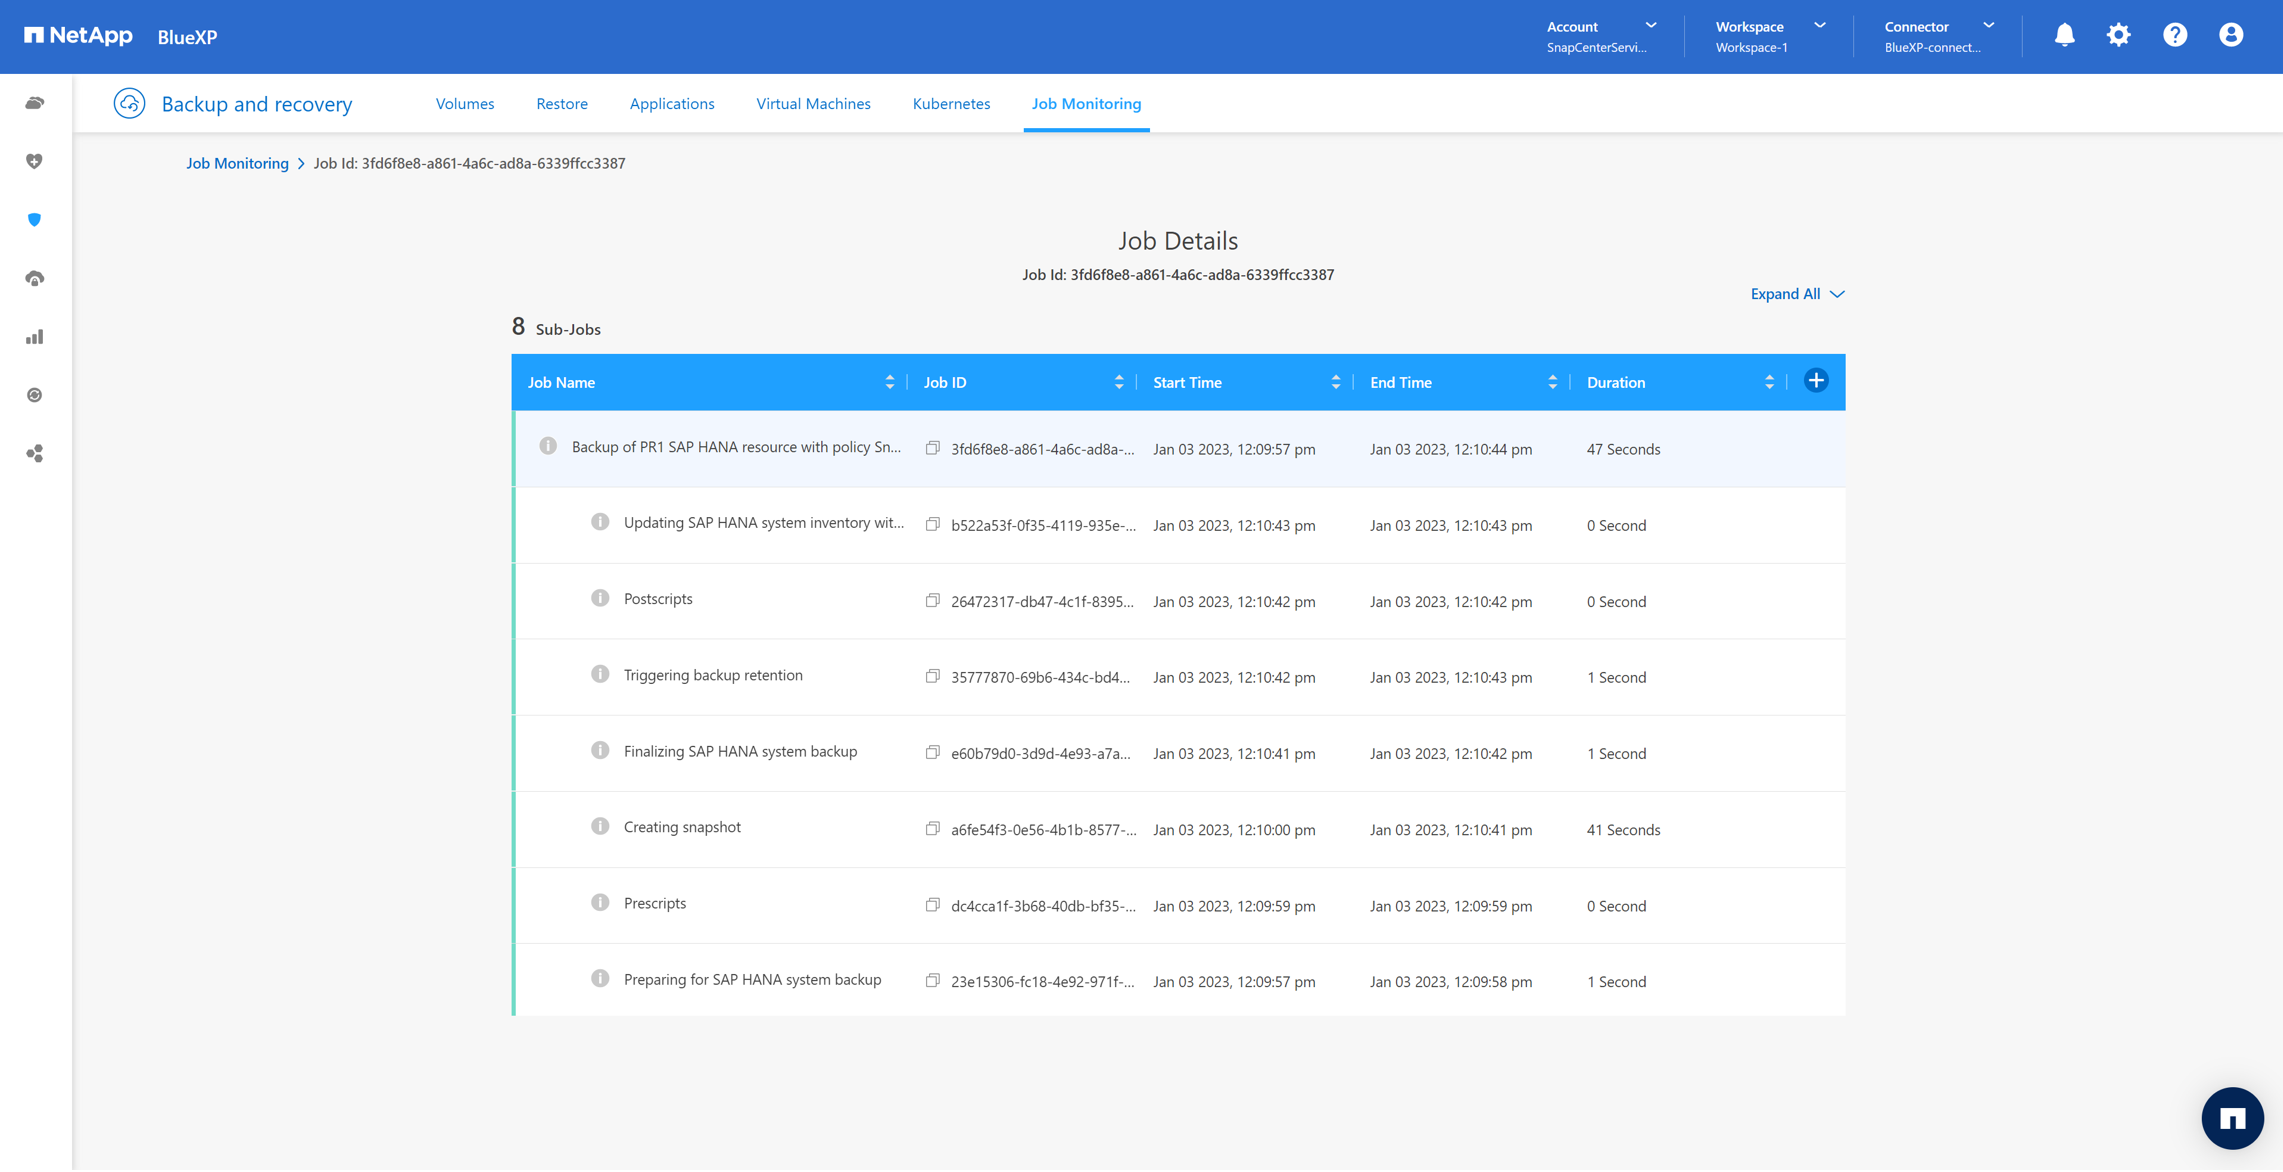 NetApp BlueXP
Account
SnapCenterServi...
Workspace
Workspace-1
Connector
BlueXP-connect...
Backup and recovery
Volumes Restore Applications Virtual Machines Kubernetes Job Monitoring
Job Monitoring > Job Id: 3fd6f8e8-a861-4a6c-ad8a-6339ffcc3387
Job Details
Job Id: 3fd6f8e8-a861-4a6c-ad8a-6339ffcc3387
Expand All
8 Sub-Jobs
Job Name Job ID Start Time End Time Duration
Backup of PR1 SAP HANA resource with policy Sn... 3fd6f8e8-a861-4a6c-ad8a-... Jan 03 2023, 12:09:57 pm Jan 03 2023, 12:10:44 pm 47 Seconds
Updating SAP HANA system inventory wit... b522a53f-0f35-4119-935e-... Jan 03 2023, 12:10:43 pm Jan 03 2023, 12:10:43 pm 0 Second
Postscripts 26472317-db47-4c1f-8395... Jan 03 2023, 12:10:42 pm Jan 03 2023, 12:10:42 pm 0 Second
Triggering backup retention 35777870-69b6-434c-bd4... Jan 03 2023, 12:10:42 pm Jan 03 2023, 12:10:43 pm 1 Second
Finalizing SAP HANA system backup e60b79d0-3d9d-4e93-a7a... Jan 03 2023, 12:10:41 pm Jan 03 2023, 12:10:42 pm 1 Second
Creating snapshot a6fe54f3-0e56-4b1b-8577-... Jan 03 2023, 12:10:00 pm Jan 03 2023, 12:10:41 pm 41 Seconds
Prescripts dc4cca1f-3b68-40db-bf35-... Jan 03 2023, 12:09:59 pm Jan 03 2023, 12:09:59 pm 0 Second
Preparing for SAP HANA system backup 23e15306-fc18-4e92-971f-... Jan 03 2023, 12:09:57 pm Jan 03 2023, 12:09:58 pm 1 Second